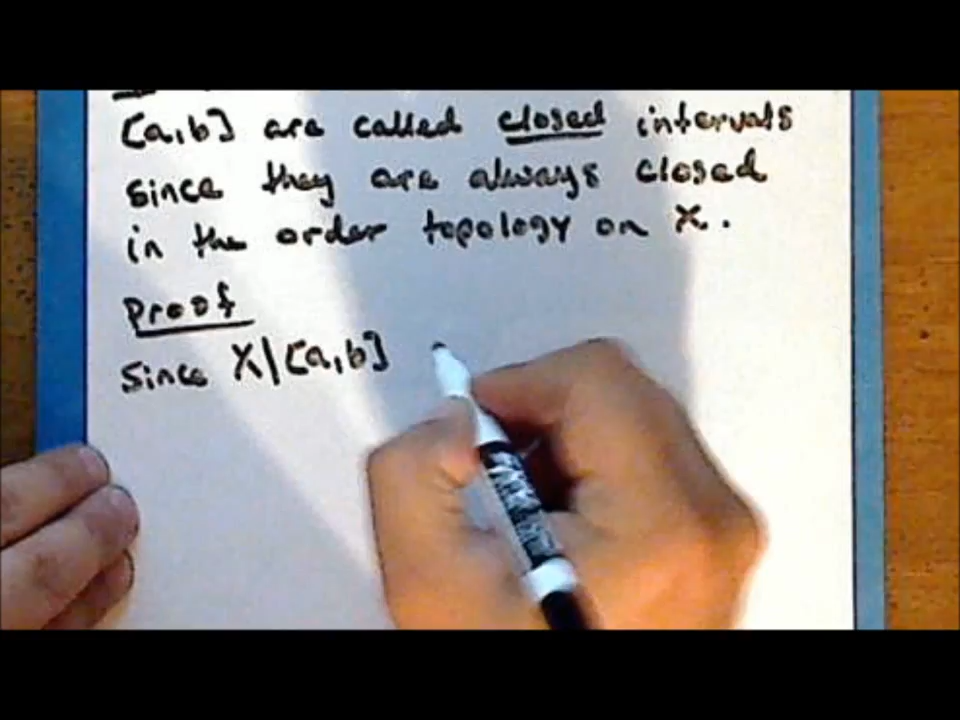 [a,b] are called closed intervals
since they are always closed
in the order topology on X.
Proof
Since X|[a,b]